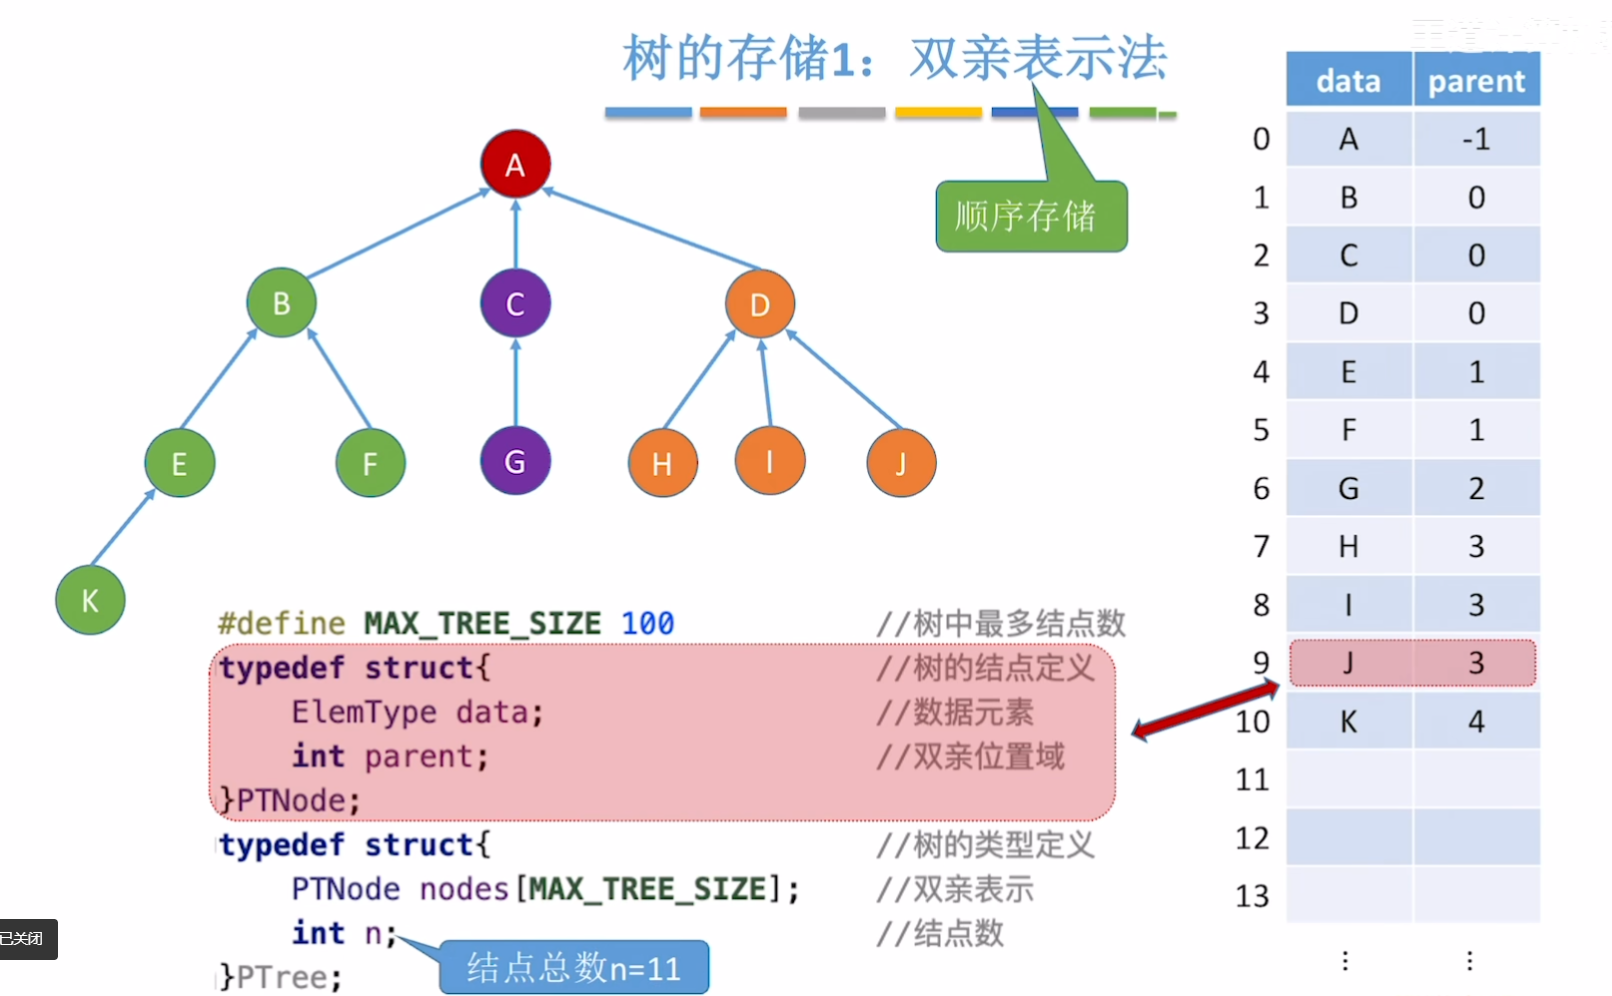 树的存储1：双亲表示法
顺序存储
A
B
C
D
E
F
G
H
I
J
K
#define MAX_TREE_SIZE 100 //树中最多结点数
typedef struct{ //树的结点定义
ElemType data; //数据元素
int parent; //双亲位置域
}PTNode;
typedef struct{ //树的类型定义
PTNode nodes[MAX_TREE_SIZE]; //双亲表示
int n; //结点数
}PTree;
结点总数n=11
已关闭
data parent
0 A -1
1 B 0
2 C 0
3 D 0
4 E 1
5 F 1
6 G 2
7 H 3
8 I 3
9 J 3
10 K 4
11
12
13
⋮ ⋮